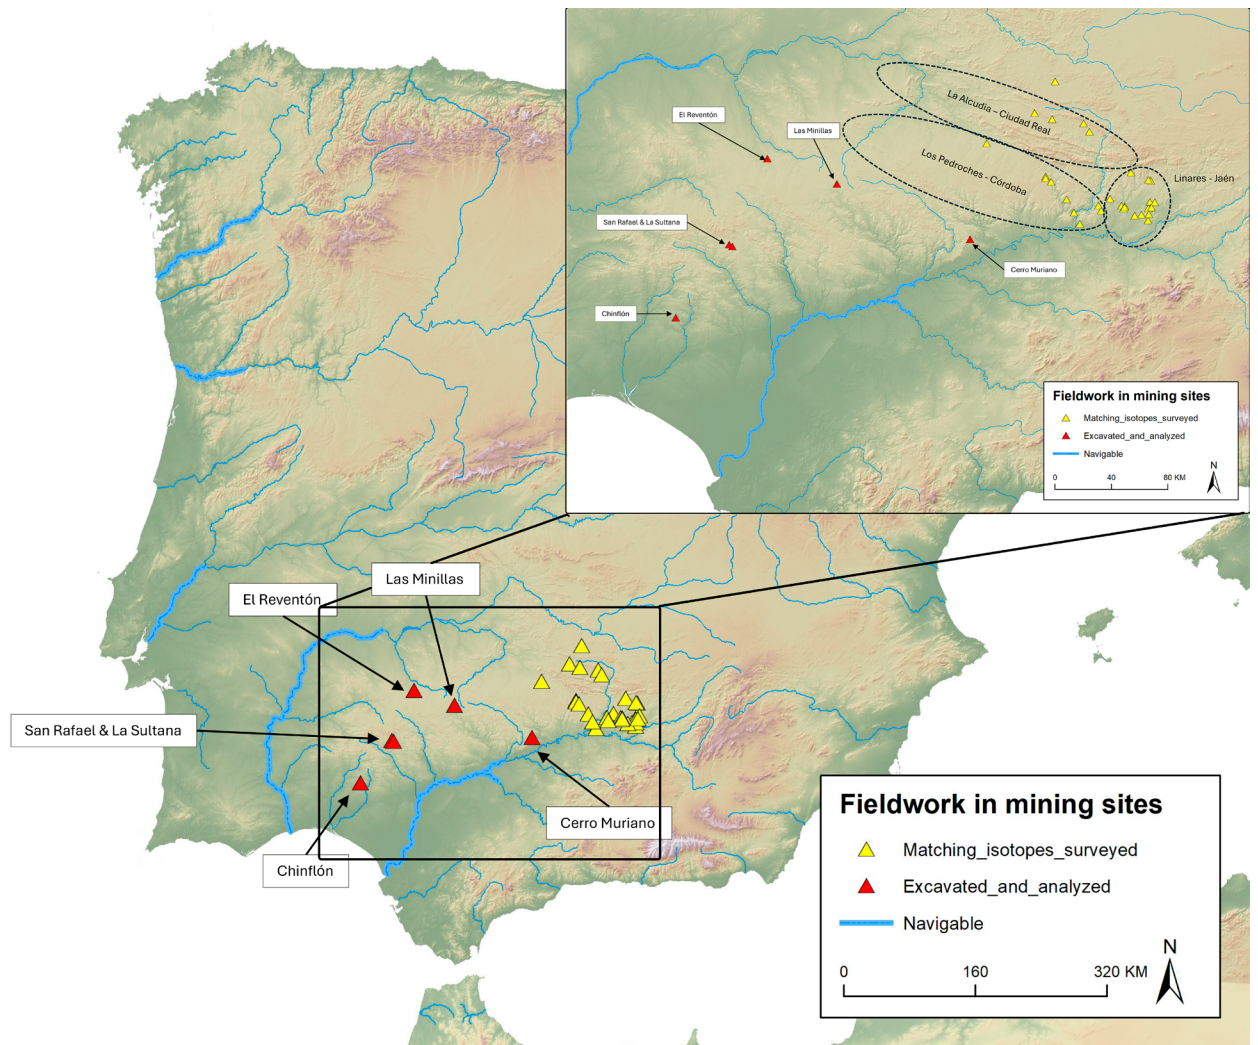 La Alcudia - Ciudad Real
El Reventón
Las Minillas
Los Pedroches - Córdoba
Linares - Jaén
San Rafael & La Sultana
Cerro Muriano
Chinflón
Fieldwork in mining sites
Matching_isotopes_surveyed
Excavated_and_analyzed
Navigable
N
0 40 80 KM
Las Minillas
El Reventón
San Rafael & La Sultana
Cerro Muriano
Chinflón
Fieldwork in mining sites
Matching_isotopes_surveyed
Excavated_and_analyzed
Navigable
N
0 160 320 KM